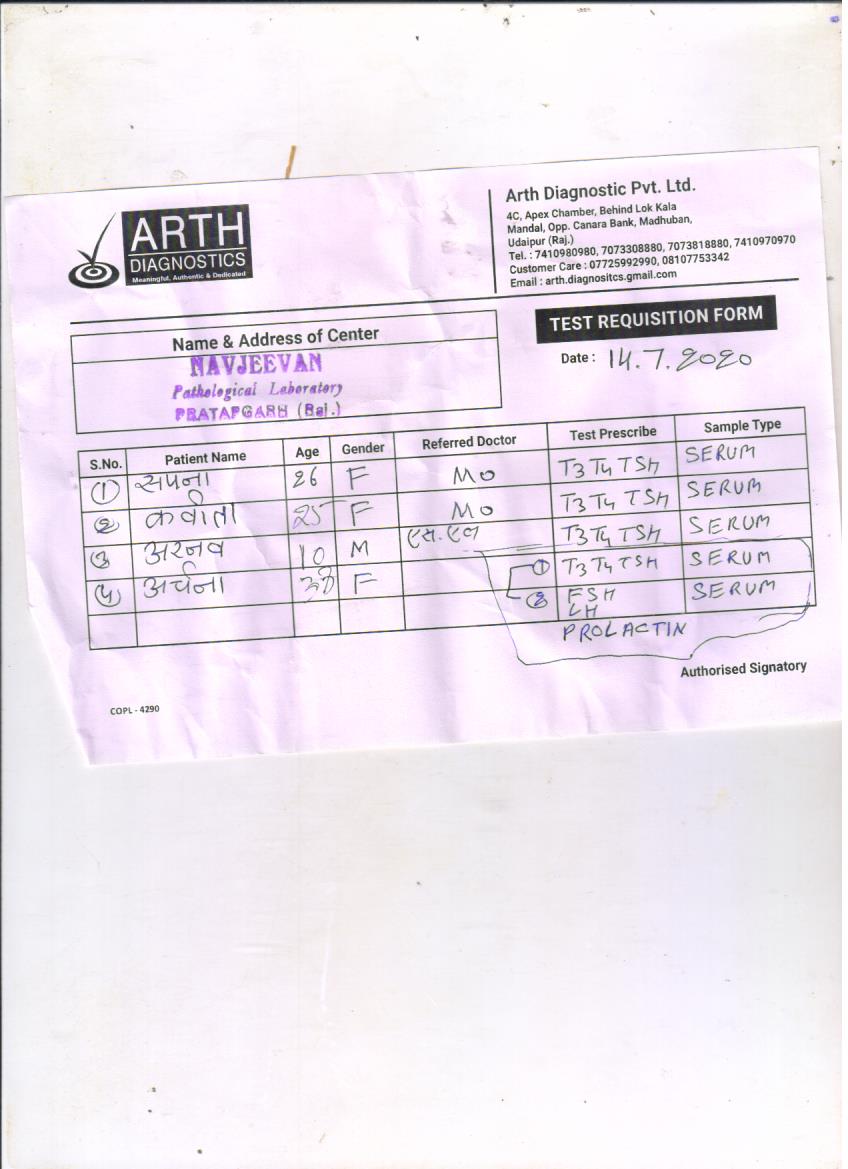 ARTH
DIAGNOSTICS
Meaningful, Authentic & Dedicated
Arth Diagnostic Pvt. Ltd.
4C, Apex Chamber, Behind Lok Kala
Mandal, Opp. Canara Bank, Madhuban,
Udaipur (Raj.)
Tel. : 7410980980, 7073308880, 7073818880, 7410970970
Customer Care : 07725992990, 08107753342
Email : arth.diagnositcs.gmail.com
TEST REQUISITION FORM
Date : 14.7.2020
Name & Address of Center
NAVJEEVAN
Pathological Laboratory
PRATAPGARH (Raj.)
S.No. Patient Name Age Gender Referred Doctor Test Prescribe Sample Type
1 सपना 26 F MO T3 T4 TSH SERUM
2 कवीता 25 F MO T3 T4 TSH SERUM
3 अरनव 10 M एस.एल T3 T4 TSH SERUM
4 अर्चना F 1 T3 T4 TSH SERUM
2 FSH SERUM
LH
PROLACTIN
Authorised Signatory
COPL - 4290